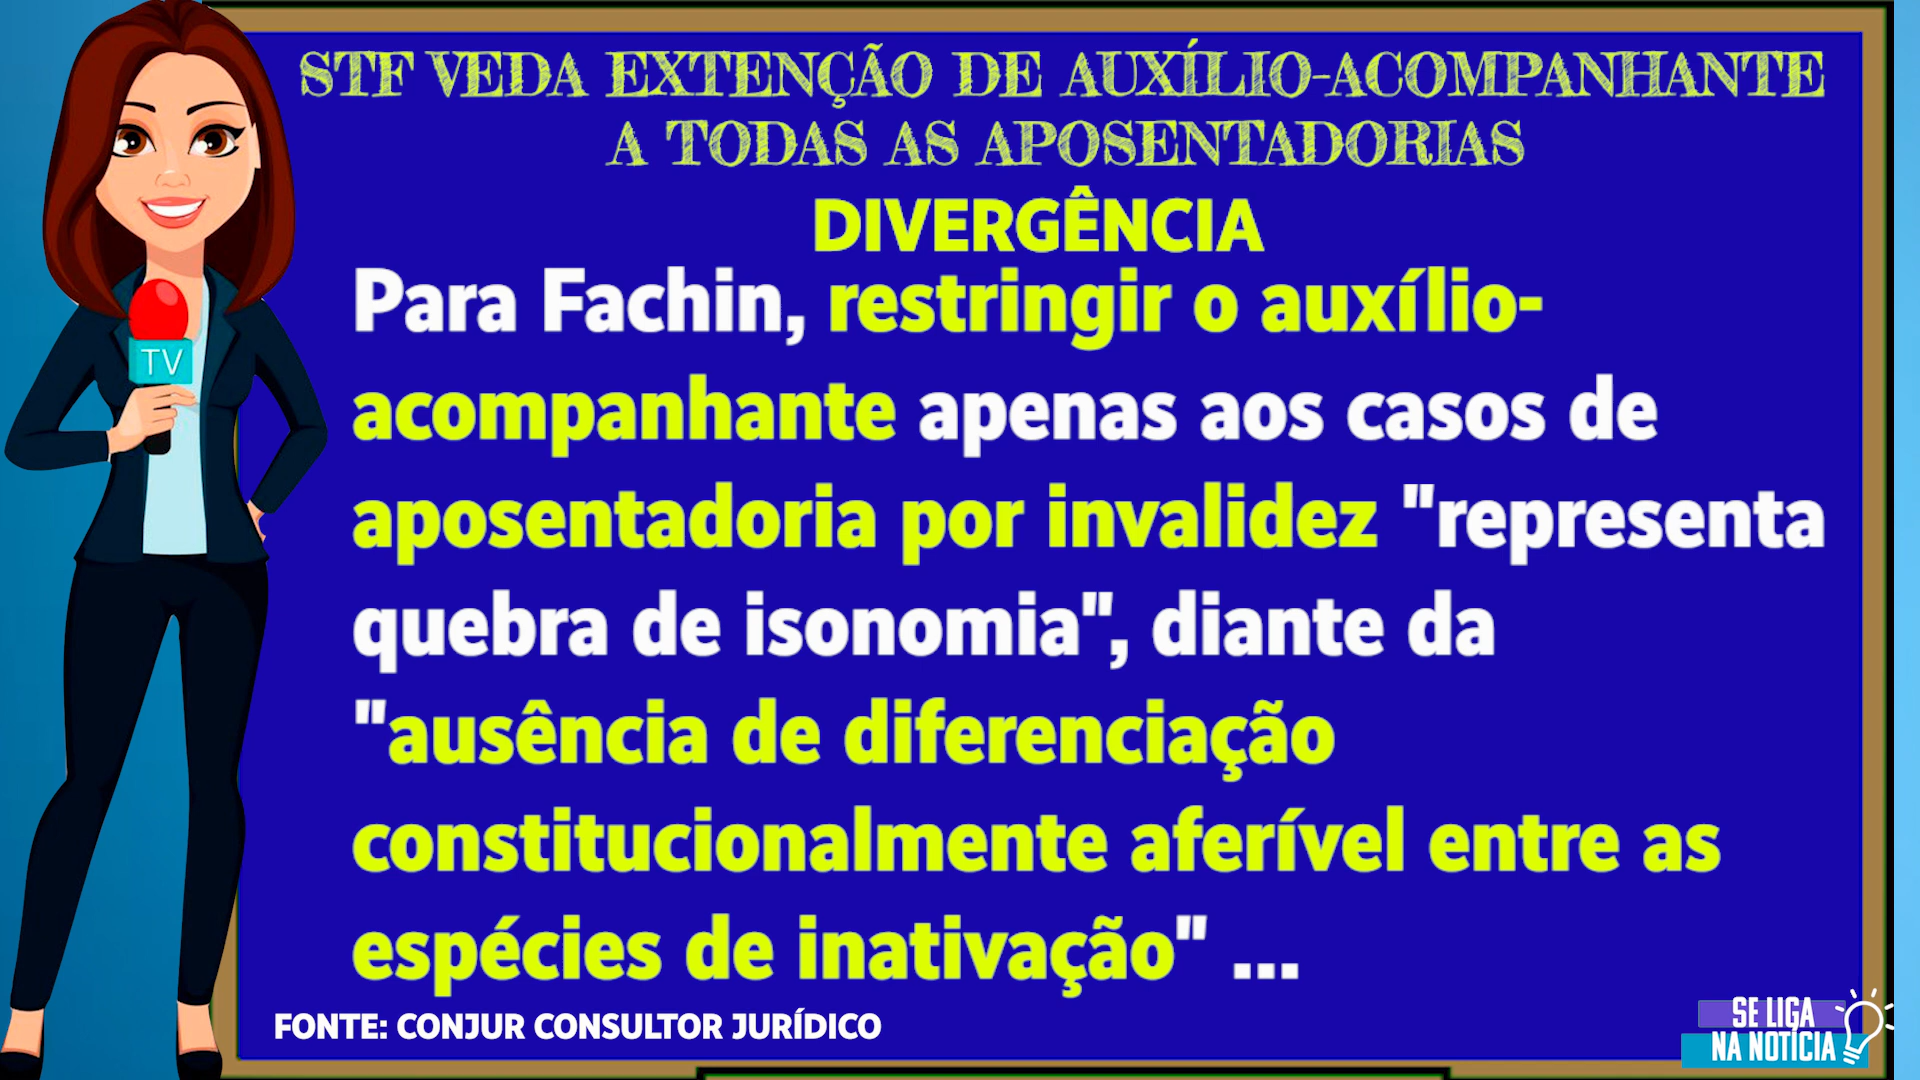 STF VEDA EXTENÇÃO DE AUXÍLIO-ACOMPANHANTE
A TODAS AS APOSENTADORIAS
DIVERGÊNCIA
Para Fachin, restringir o auxílio-
acompanhante apenas aos casos de
aposentadoria por invalidez "representa
quebra de isonomia", diante da
"ausência de diferenciação
constitucionalmente aferível entre as
espécies de inativação" ...
TV
FONTE: CONJUR CONSULTOR JURÍDICO
SE LIGA
NA NOTÍCIA